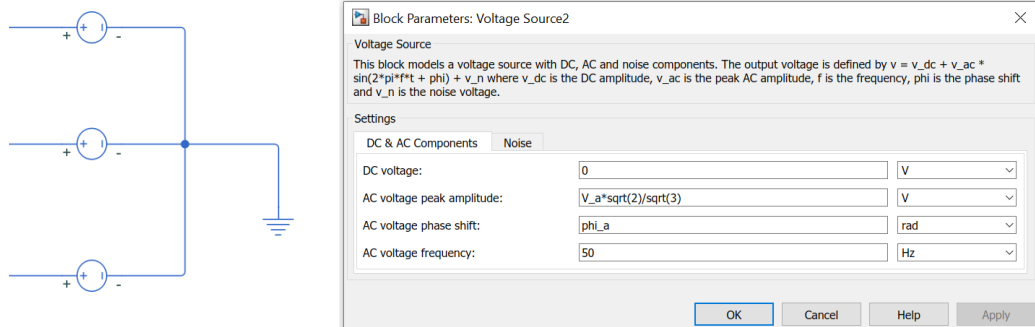 Block Parameters: Voltage Source2
Voltage Source
This block models a voltage source with DC, AC and noise components. The output voltage is defined by v = v_dc + v_ac *
sin(2*pi*f*t + phi) + v_n where v_dc is the DC amplitude, v_ac is the peak AC amplitude, f is the frequency, phi is the phase shift
and v_n is the noise voltage.
Settings
DC & AC Components Noise
DC voltage: 0 V
AC voltage peak amplitude: V_a*sqrt(2)/sqrt(3) V
AC voltage phase shift: phi_a rad
AC voltage frequency: 50 Hz
OK Cancel Help Apply
+ -
+ -
+ -